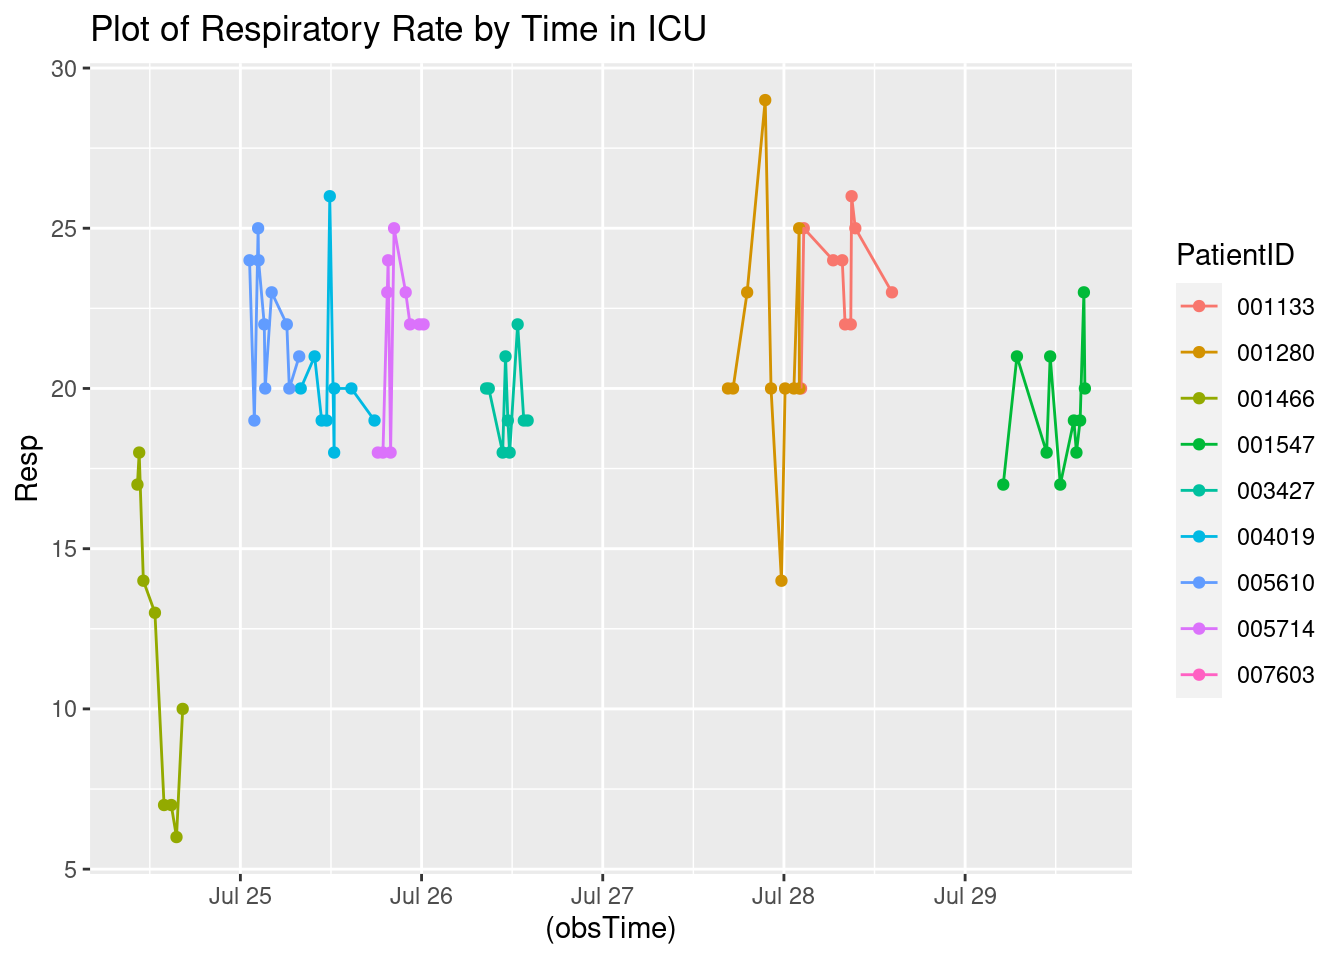 Plot of Respiratory Rate by Time in ICU
30
25
20
15
10
5
Resp
Jul 25
Jul 26
Jul 27
Jul 28
Jul 29
(obsTime)
PatientID
001133
001280
001466
001547
003427
004019
005610
005714
007603